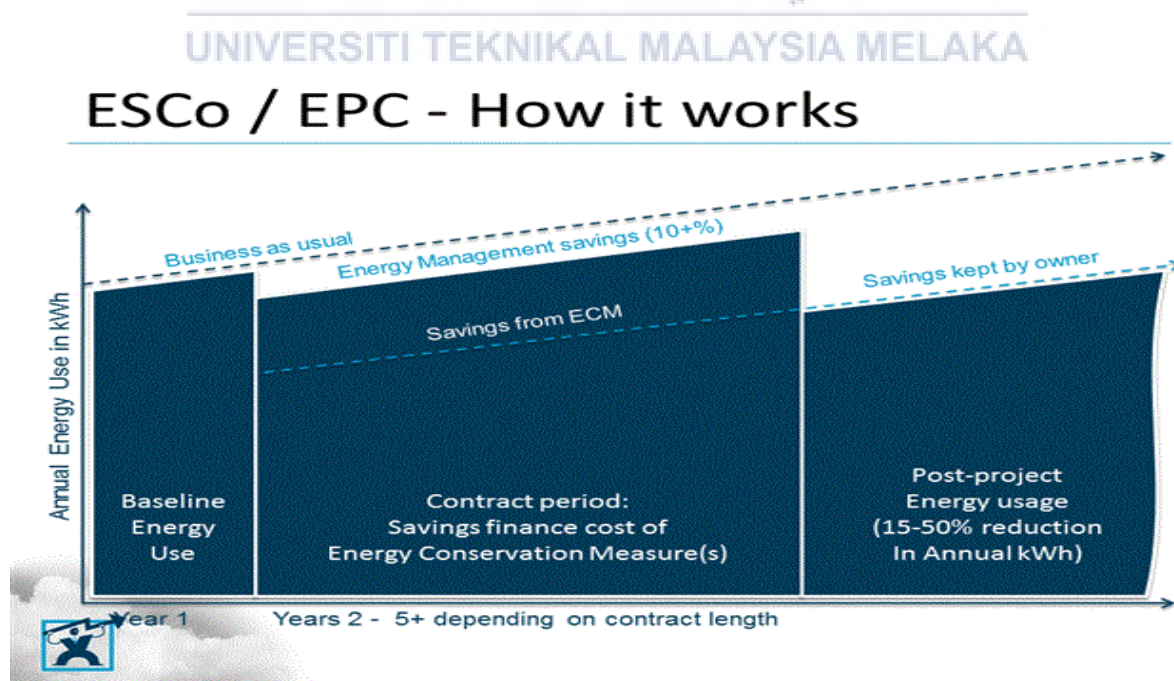 UNIVERSITI TEKNIKAL MALAYSIA MELAKA
ESCo / EPC - How it works
Business as usual
Energy Management savings (10+%)
Savings kept by owner
Savings from ECM
Annual Energy Use in kWh
Baseline
Energy
Use
Contract period:
Savings finance cost of
Energy Conservation Measure(s)
Post-project
Energy usage
(15-50% reduction
In Annual kWh)
Year 1
Years 2 - 5+ depending on contract length